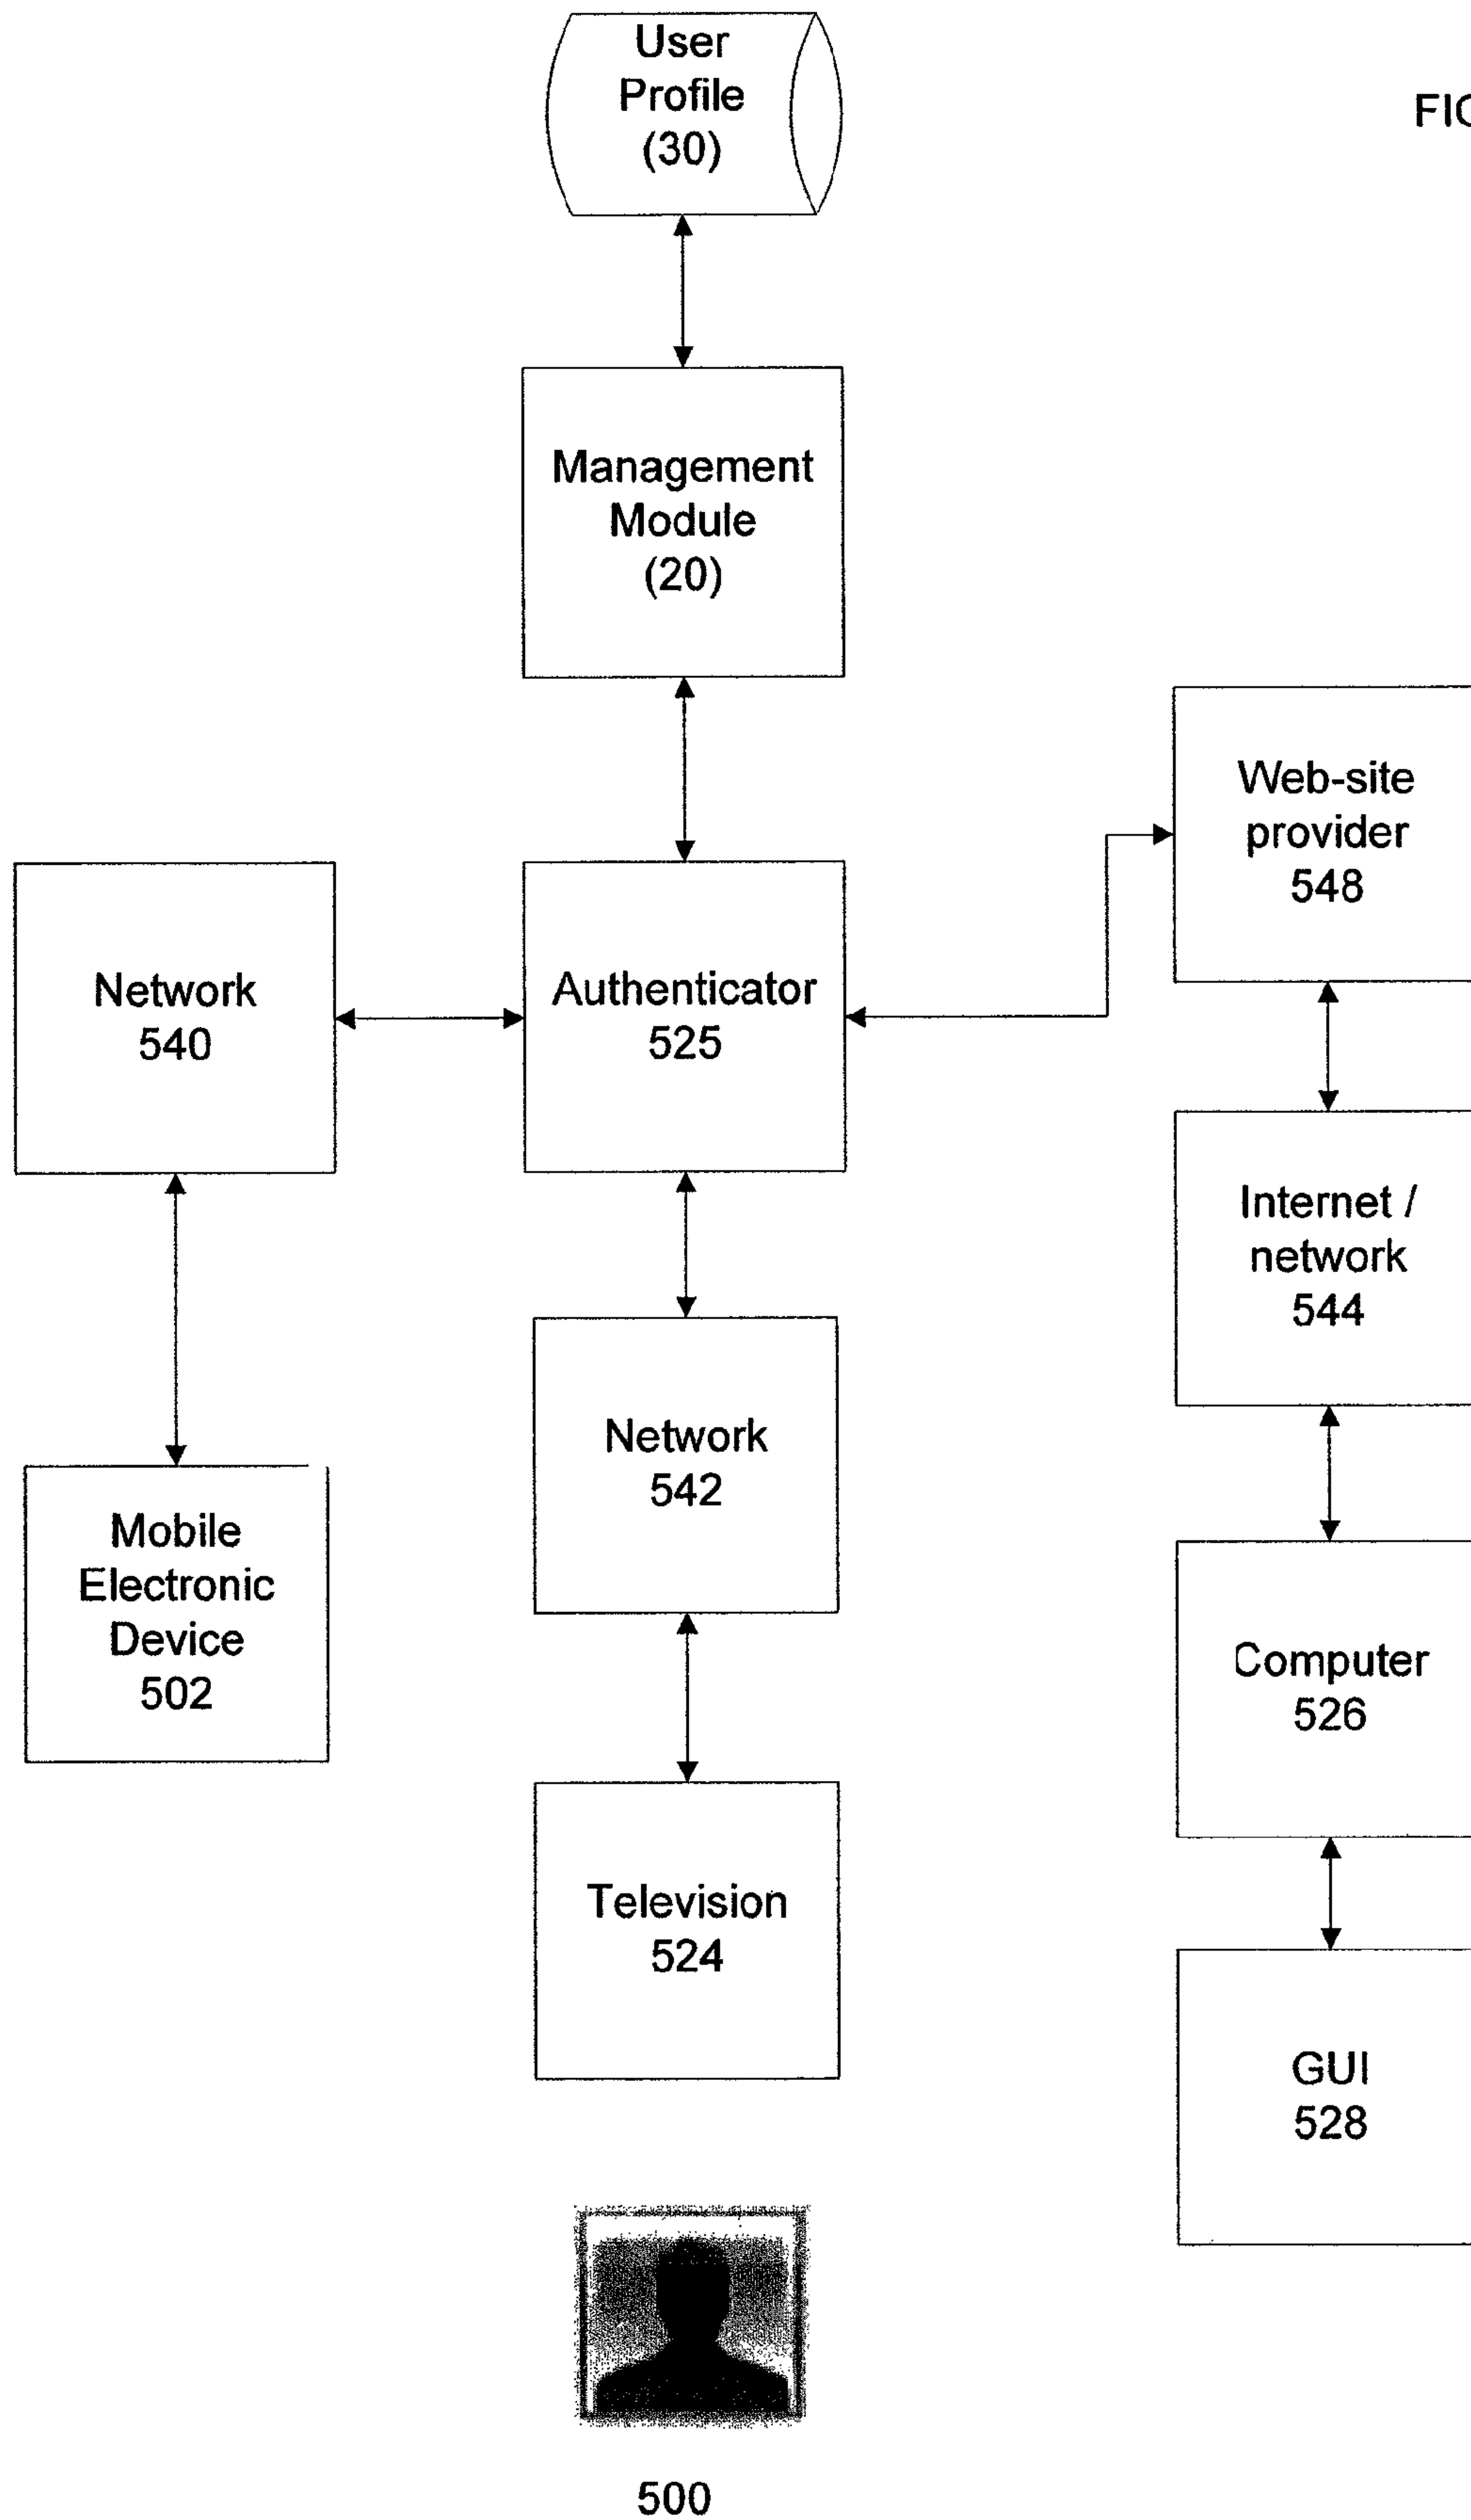 User
Profile
(30)
FIG
Management
Module
(20)
Web-site
provider
548
Network
540
Authenticator
525
Internet /
network
544
Network
542
Mobile
Electronic
Device
502
Computer
526
Television
524
GUI
528
500